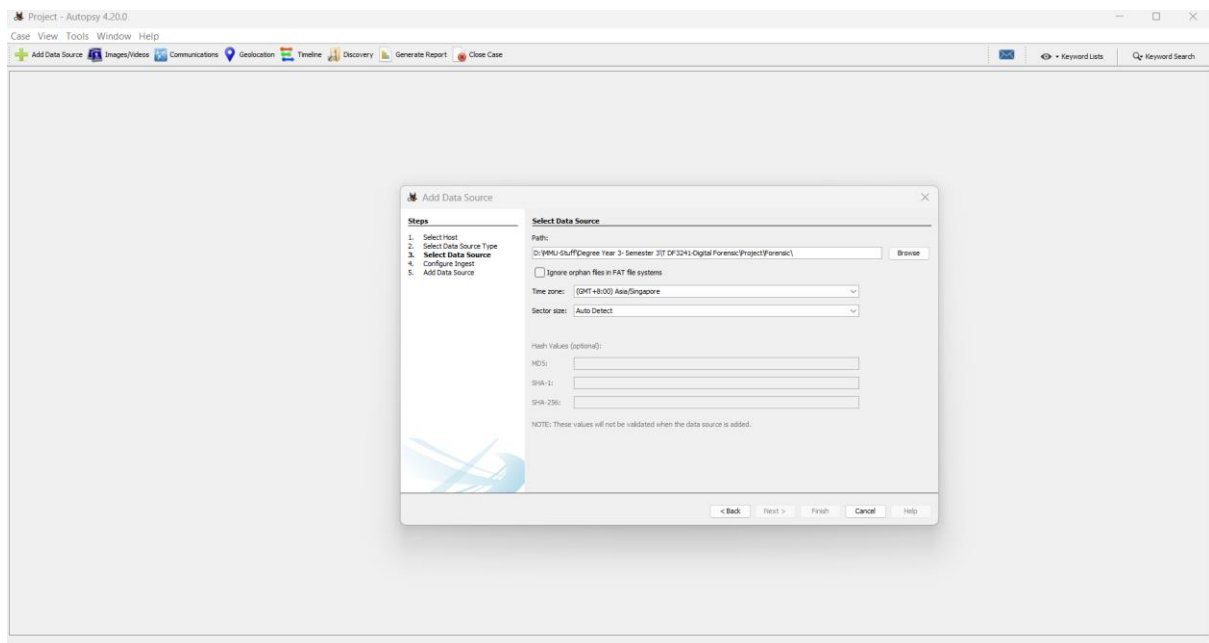 Project - Autopsy 4.20.0
Case View Tools Window Help
Add Data Source Images/Videos Communications Geolocation Timeline Discovery Generate Report Close Case Keyword Lists Keyword Search
Add Data Source
Steps
1. Select Host
2. Select Data Source Type
3. Select Data Source
4. Configure Ingest
5. Add Data Source
Select Data Source
Path:
D:\MMU-Stuff\Degree Year 3- Semester 3\T DF3241-Digital Forensic\Project\Forensic\ Browse
Ignore orphan files in FAT file systems
Time zone: (GMT+8:00) Asia/Singapore
Sector size: Auto Detect
Hash Values (optional):
MD5:
SHA-1:
SHA-256:
NOTE: These values will not be validated when the data source is added.
< Back Next > Finish Cancel Help